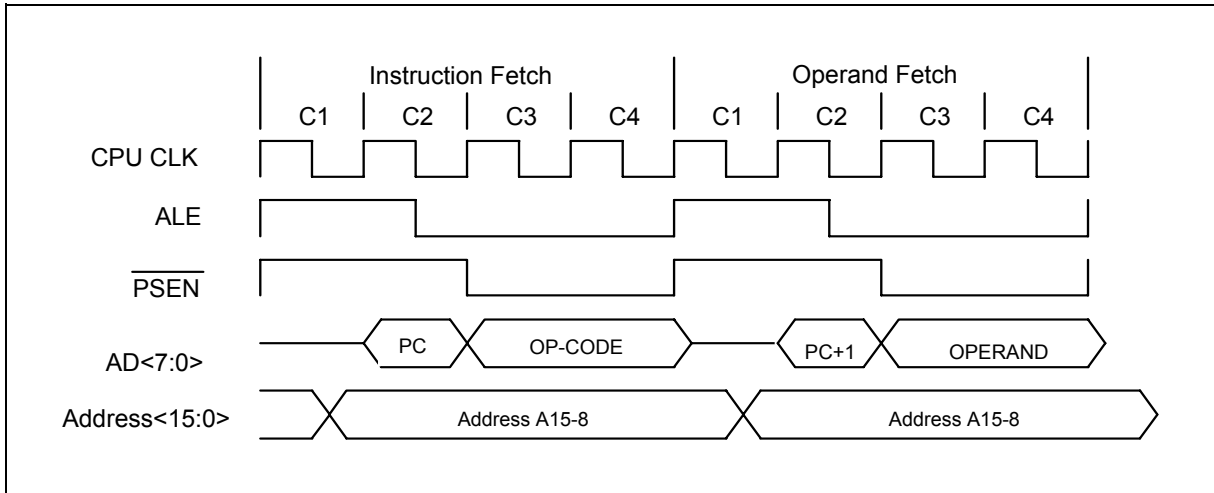 Instruction Fetch Operand Fetch
C1 C2 C3 C4 C1 C2 C3 C4
CPU CLK
ALE
PSEN
AD<7:0> PC OP-CODE PC+1 OPERAND
Address<15:0> Address A15-8 Address A15-8